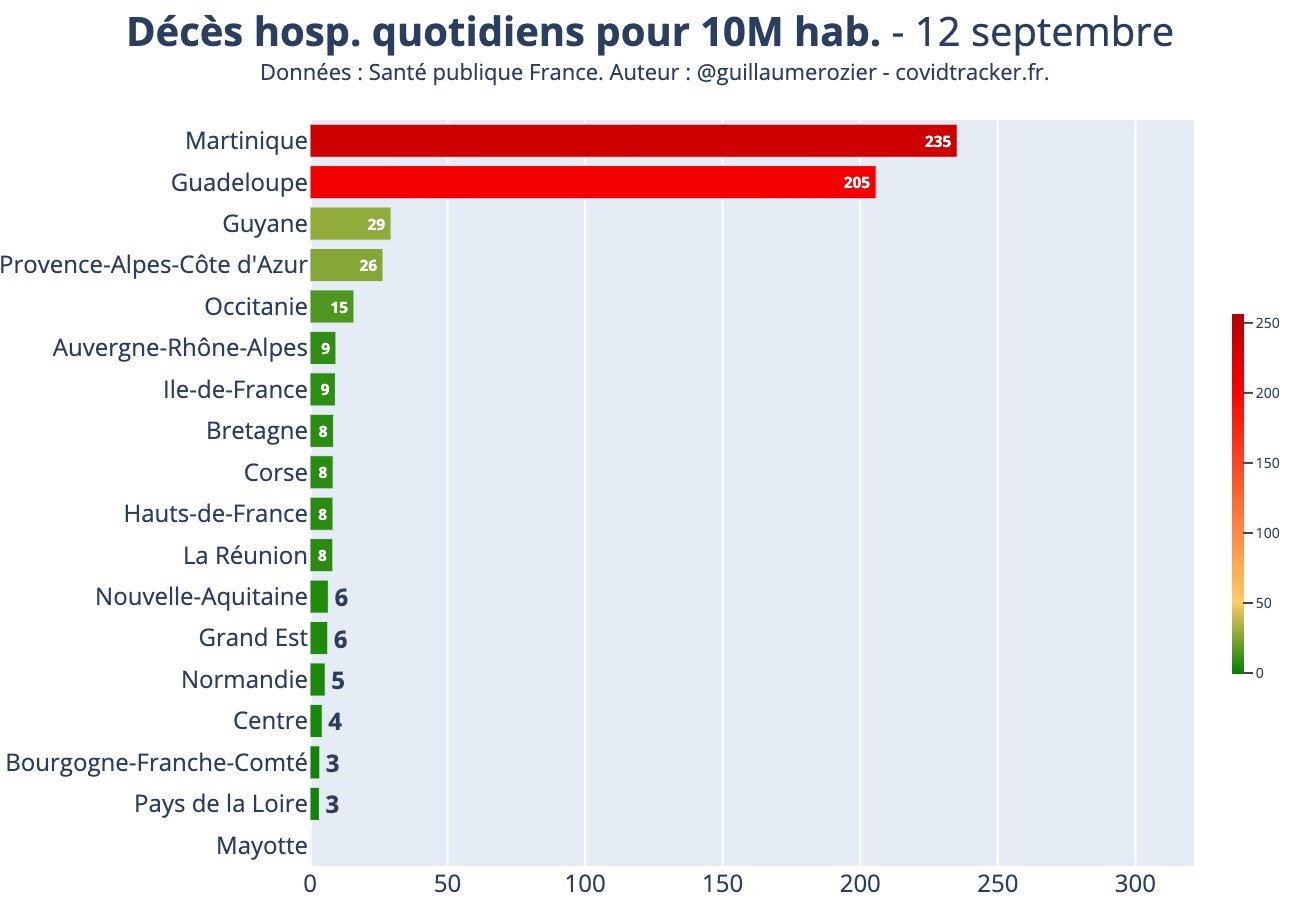 Décès hosp. quotidiens pour 10M hab. - 12 septembre
Données : Santé publique France. Auteur : @guillaumerozier - covidtracker.fr.
Martinique 235
Guadeloupe 205
Guyane 29
Provence-Alpes-Côte d'Azur 26
Occitanie 15
Auvergne-Rhône-Alpes 9
Ile-de-France 9
Bretagne 8
Corse 8
Hauts-de-France 8
La Réunion 8
Nouvelle-Aquitaine 6
Grand Est 6
Normandie 5
Centre 4
Bourgogne-Franche-Comté 3
Pays de la Loire 3
Mayotte
0 50 100 150 200 250 300
250
200
150
100
50
0